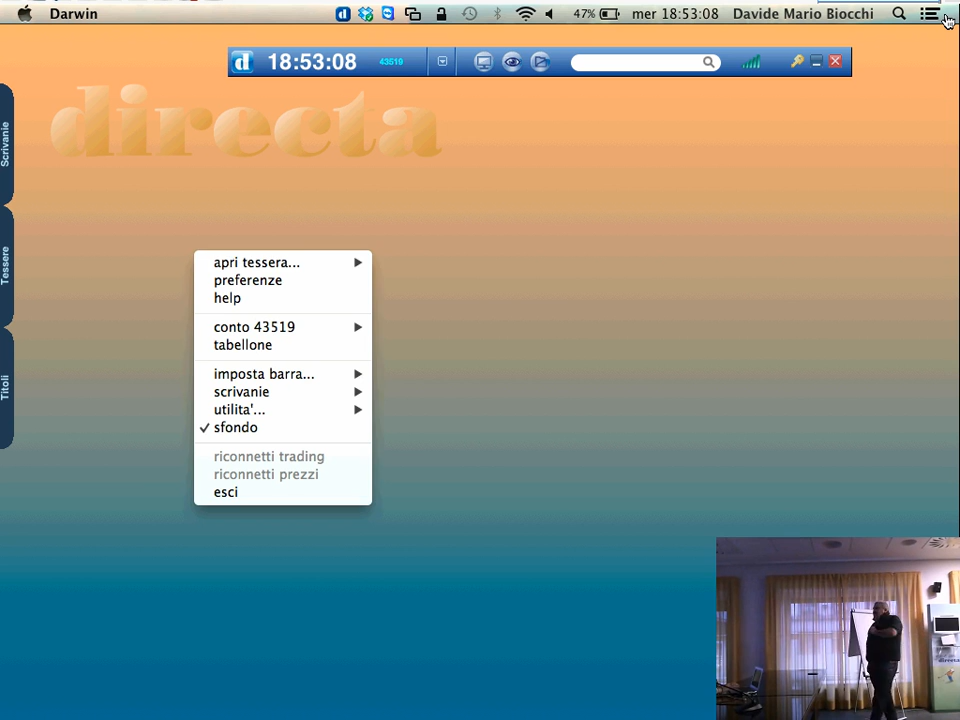 Darwin
47%
mer 18:53:08
Davide Mario Biocchi
d
18:53:08
43519
directa
Scrivanie
Tessere
Titoli
apri tessera...
preferenze
help
conto 43519
tabellone
imposta barra...
scrivanie
utilita'...
sfondo
riconnetti trading
riconnetti prezzi
esci
directa